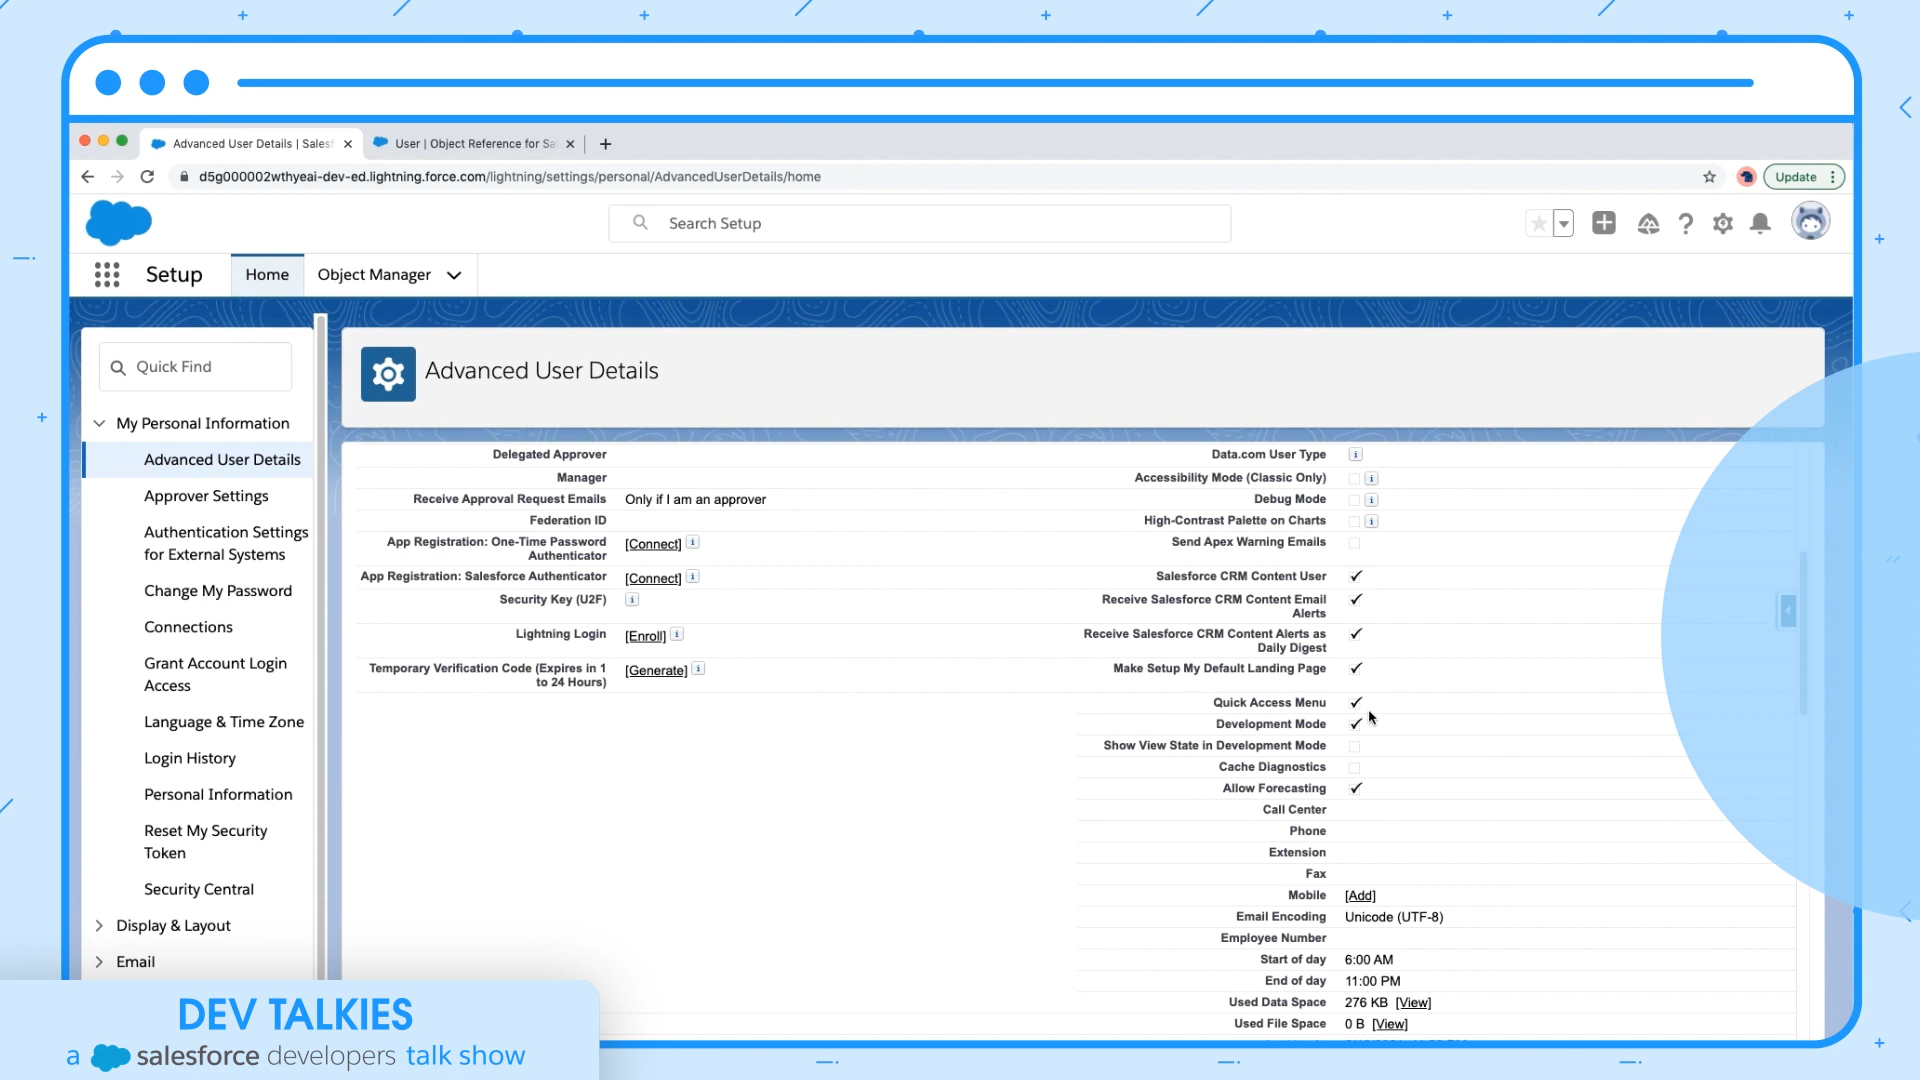 Advanced User Details | Sales
User | Object Reference for Sa
d5g000002wthyeai-dev-ed.lightning.force.com/lightning/settings/personal/AdvancedUserDetails/home
Update
Search Setup
Setup
Home
Object Manager
Quick Find
My Personal Information
Advanced User Details
Approver Settings
Authentication Settings
for External Systems
Change My Password
Connections
Grant Account Login
Access
Language & Time Zone
Login History
Personal Information
Reset My Security
Token
Security Central
Display & Layout
Email
Advanced User Details
Delegated Approver
Manager
Receive Approval Request Emails Only if I am an approver
Federation ID
App Registration: One-Time Password
Authenticator [Connect]
App Registration: Salesforce Authenticator [Connect]
Security Key (U2F)
Lightning Login [Enroll]
Temporary Verification Code (Expires in 1
to 24 Hours) [Generate]
Data.com User Type
Accessibility Mode (Classic Only)
Debug Mode
High-Contrast Palette on Charts
Send Apex Warning Emails
Salesforce CRM Content User
Receive Salesforce CRM Content Email
Alerts
Receive Salesforce CRM Content Alerts as
Daily Digest
Make Setup My Default Landing Page
Quick Access Menu
Development Mode
Show View State in Development Mode
Cache Diagnostics
Allow Forecasting
Call Center
Phone
Extension
Fax
Mobile [Add]
Email Encoding Unicode (UTF-8)
Employee Number
Start of day 6:00 AM
End of day 11:00 PM
Used Data Space 276 KB [View]
Used File Space 0 B [View]
DEV TALKIES
a salesforce developers talk show